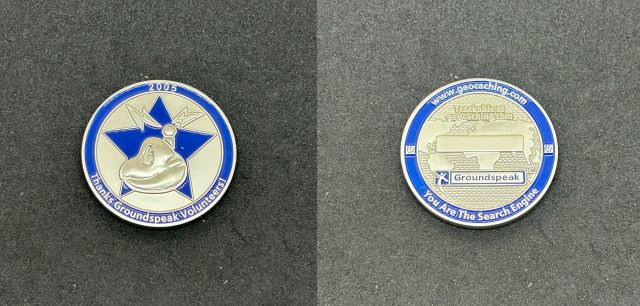 2005
Thanks Groundspeak Volunteers!
www.geocaching.com
Trackable at
geocaching.com
Groundspeak
You Are The Search Engine